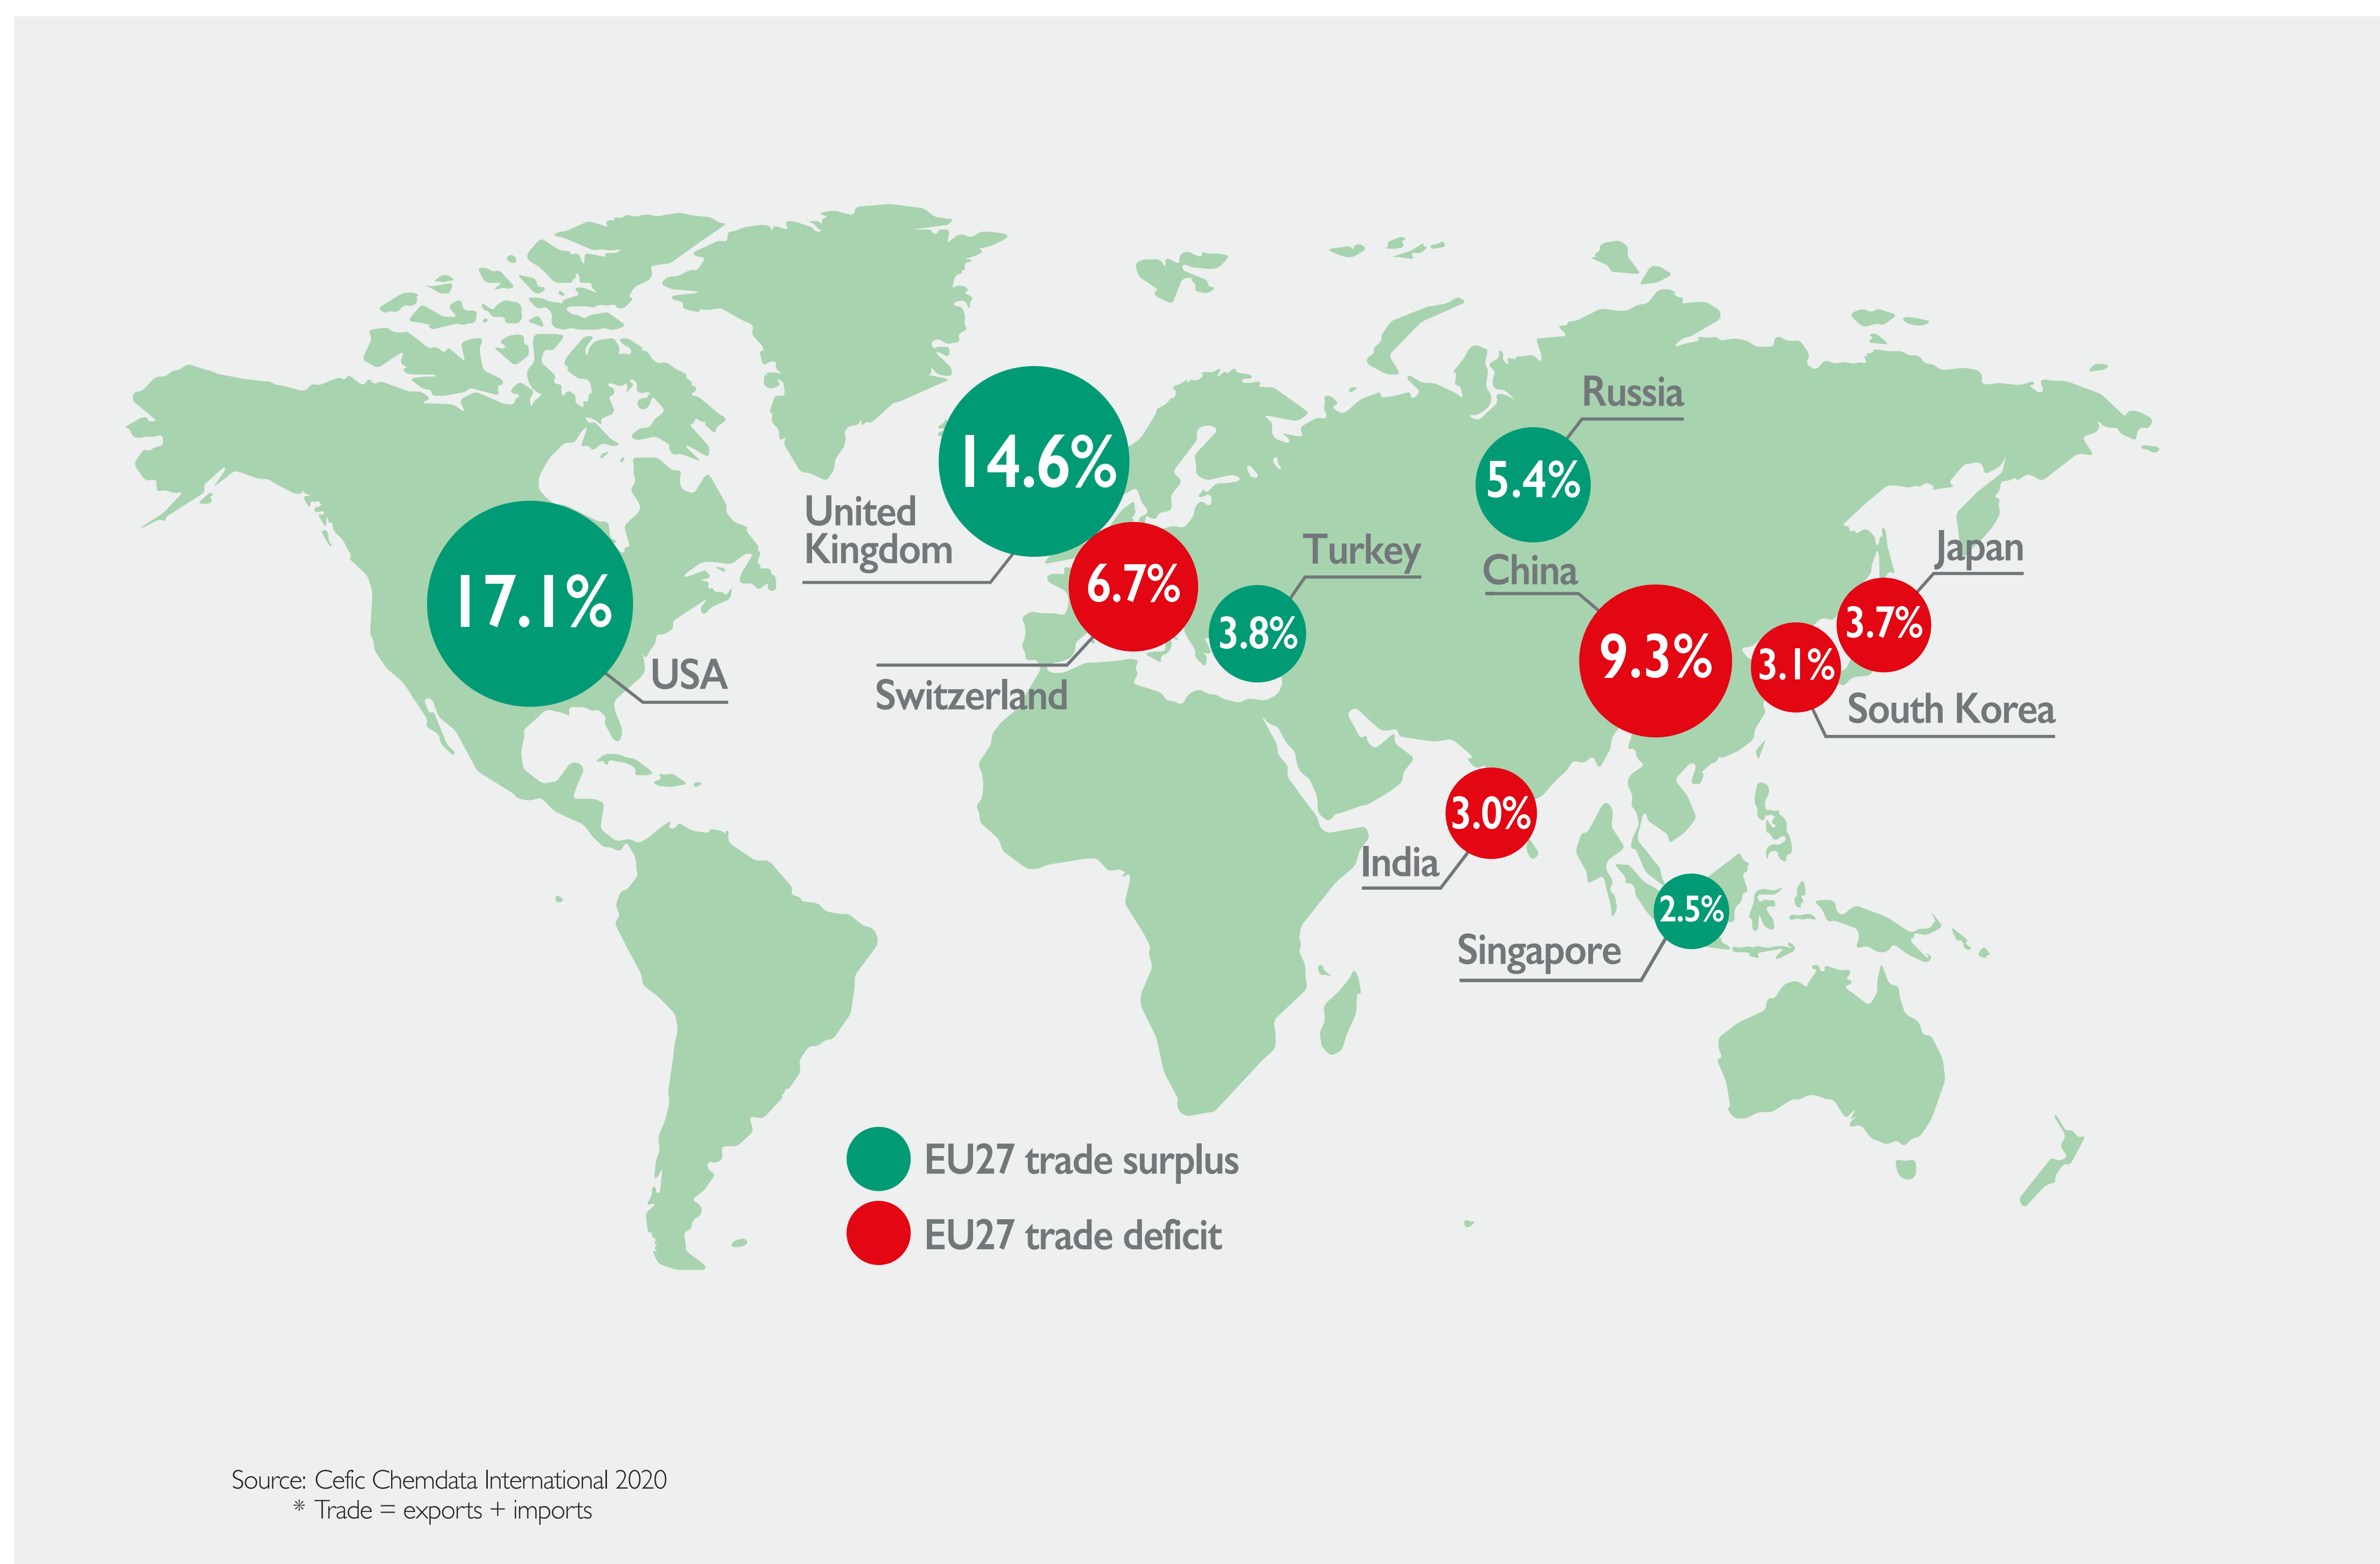 Russia
14.6%
5.4%
United
Kingdom
Turkey
China
Japan
17.1%
6.7%
3.8%
9.3%
3.1%
3.7%
USA
Switzerland
South Korea
3.0%
India
2.5%
Singapore
EU27 trade surplus
EU27 trade deficit
Source: Cefic Chemdata International 2020
* Trade = exports + imports